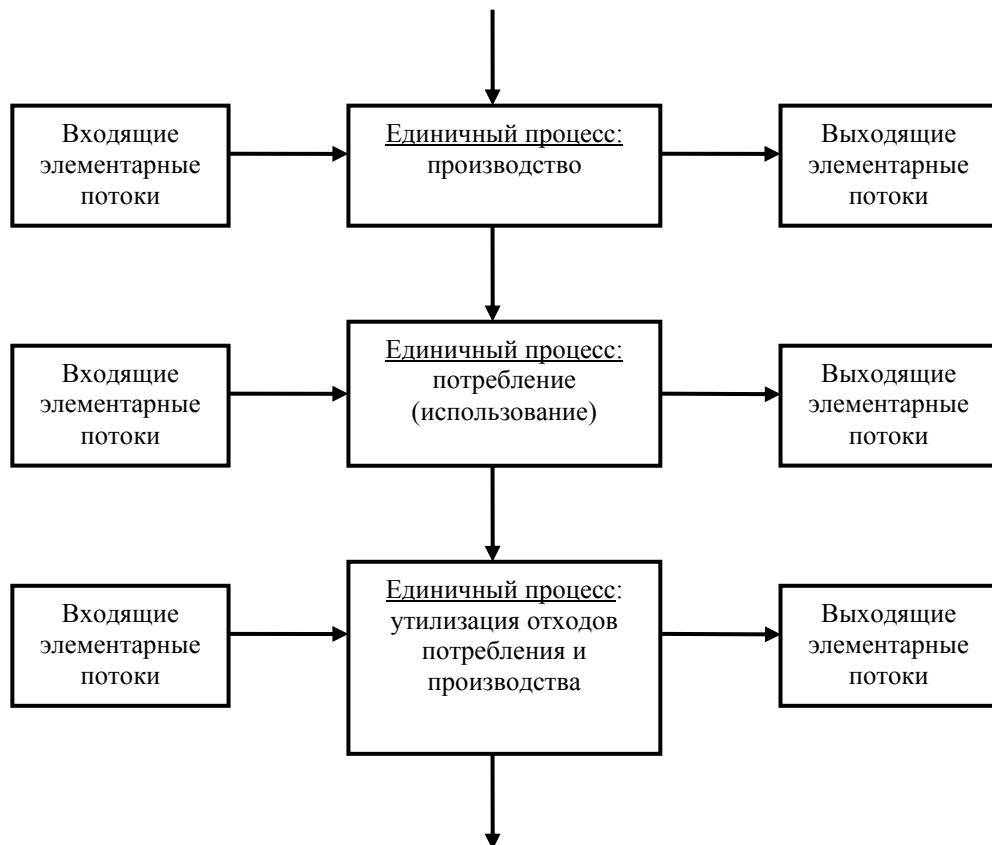 Входящие
элементарные
потоки
Единичный процесс:
производство
Выходящие
элементарные
потоки
Входящие
элементарные
потоки
Единичный процесс:
потребление
(использование)
Выходящие
элементарные
потоки
Входящие
элементарные
потоки
Единичный процесс:
утилизация отходов
потребления и
производства
Выходящие
элементарные
потоки